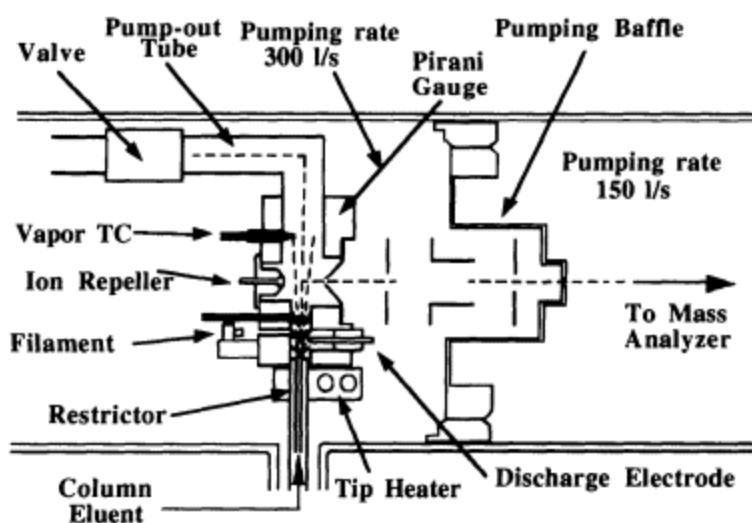 Pump-out
Tube
Valve
Pumping rate
300 l/s
Pirani
Gauge
Pumping Baffle
Pumping rate
150 l/s
Vapor TC
Ion Repeller
To Mass
Analyzer
Filament
Restrictor
Column
Eluent
Tip Heater
Discharge Electrode